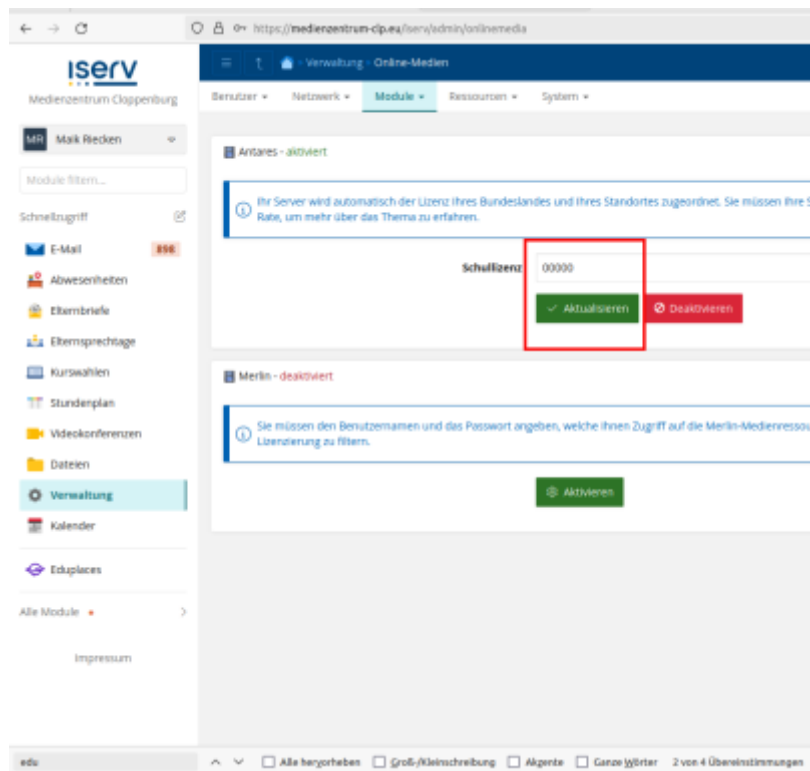 https://medienzentrum-clp.eu/iserv/admin/onlinemedia
IServ
Verwaltung › Online-Medien
Medienzentrum Cloppenburg
Benutzer
Netzwerk
Module
Ressourcen
System
MR Maik Riecken
Antares - aktiviert
Module filtern...
Ihr Server wird automatisch der Lizenz Ihres Bundeslandes und Ihres Standortes zugeordnet. Sie müssen Ihre S
Rate, um mehr über das Thema zu erfahren.
Schnellzugriff
E-Mail 898
Schullizenz 00000
Abwesenheiten
Elternbriefe
Aktualisieren
Deaktivieren
Elternsprechtage
Kurswahlen
Merlin - deaktiviert
Stundenplan
Videokonferenzen
Sie müssen den Benutzernamen und das Passwort angeben, welche Ihnen Zugriff auf die Merlin-Medienressou
Lizenzierung zu filtern.
Dateien
Verwaltung
Aktivieren
Kalender
Eduplaces
Alle Module
Impressum
edu
Alle hervorheben
Groß-/Kleinschreibung
Akzente
Ganze Wörter
2 von 4 Übereinstimmungen